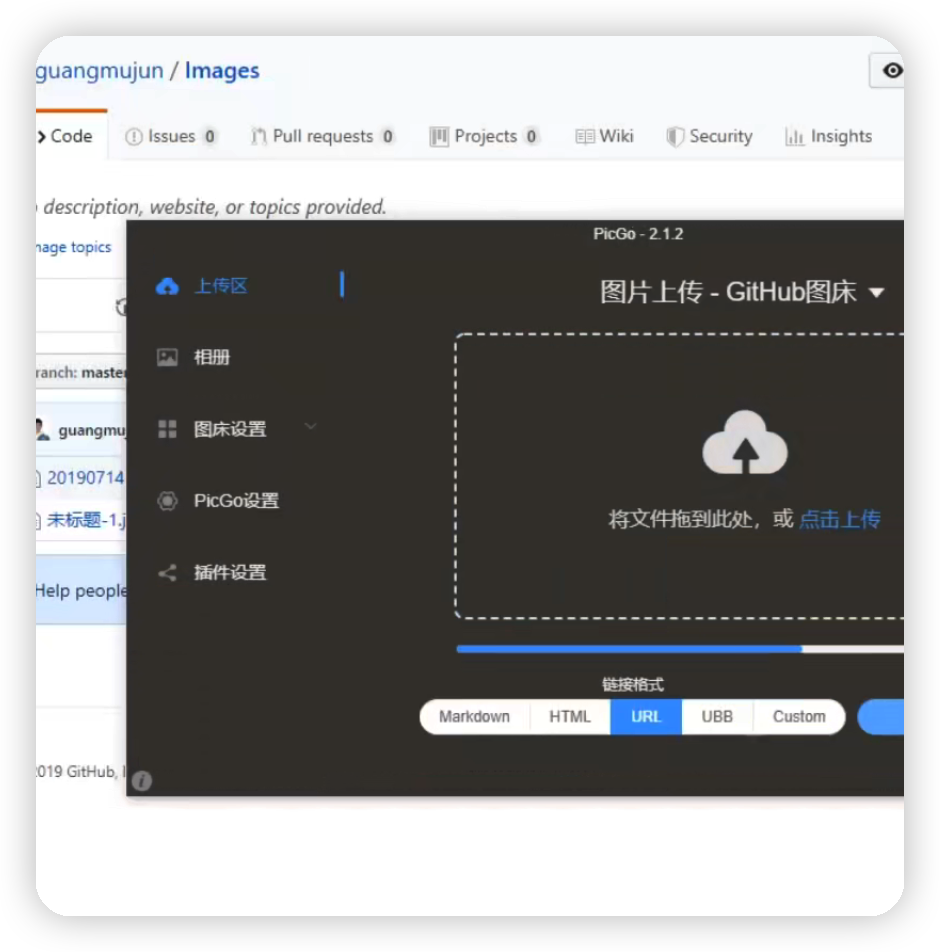 guangmujun / Images
Code Issues 0 Pull requests 0 Projects 0 Wiki Security Insights
description, website, or topics provided.
topics
PicGo - 2.1.2
上传区
图片上传 - GitHub图床
相册
master
图床设置
20190714
PicGo设置
将文件拖到此处，或 点击上传
未标题-1.j
插件设置
Help people
链接格式
Markdown HTML URL UBB Custom
2019 GitHub,